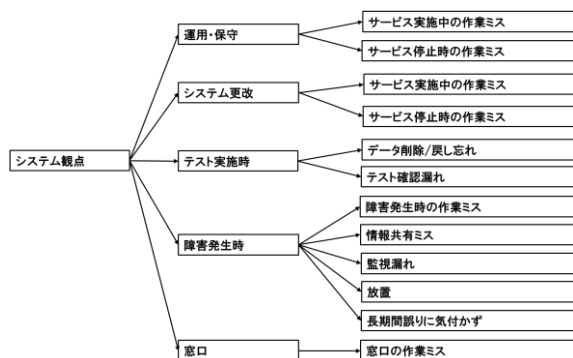 システム観点
運用・保守
サービス実施中の作業ミス
サービス停止時の作業ミス
システム更改
サービス実施中の作業ミス
サービス停止時の作業ミス
テスト実施時
データ削除/戻し忘れ
テスト確認漏れ
障害発生時
障害発生時の作業ミス
情報共有ミス
監視漏れ
放置
長期間誤りに気付かず
窓口
窓口の作業ミス